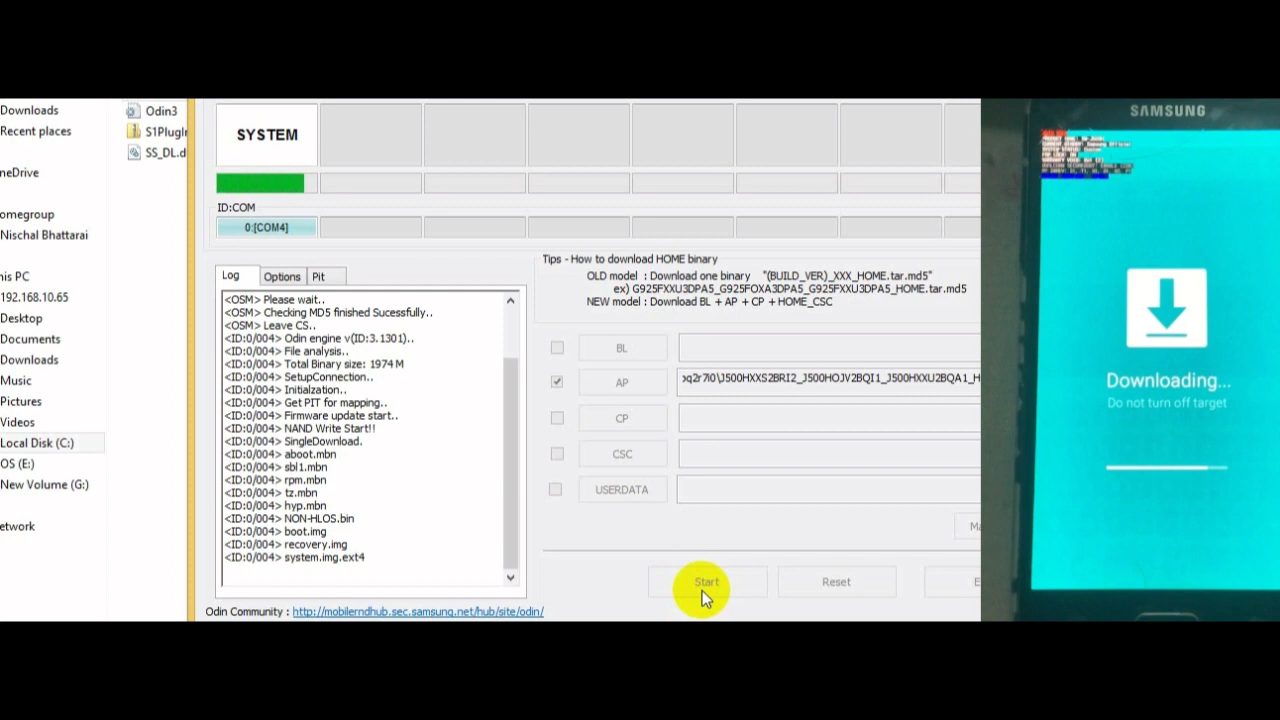 Downloads
Recent places
neDrive
omegroup
Nischal Bhattarai
his PC
192.168.10.65
Desktop
Documents
Downloads
Music
Pictures
Videos
Local Disk (C:)
OS (E:)
New Volume (G:)
etwork
Odin3
S1PlugIn
SS_DL.d
SYSTEM
ID:COM
0:[COM4]
Log Options Pit
<OSM> Please wait..
<OSM> Checking MD5 finished Sucessfully..
<OSM> Leave CS..
<ID:0/004> Odin engine v(ID:3.1301)..
<ID:0/004> File analysis..
<ID:0/004> Total Binary size: 1974 M
<ID:0/004> SetupConnection..
<ID:0/004> Initialzation..
<ID:0/004> Get PIT for mapping..
<ID:0/004> Firmware update start..
<ID:0/004> NAND Write Start!!
<ID:0/004> SingleDownload.
<ID:0/004> aboot.mbn
<ID:0/004> sbl1.mbn
<ID:0/004> rpm.mbn
<ID:0/004> tz.mbn
<ID:0/004> hyp.mbn
<ID:0/004> NON-HLOS.bin
<ID:0/004> boot.img
<ID:0/004> recovery.img
<ID:0/004> system.img.ext4
Odin Community : http://mobilerndhub.sec.samsung.net/hub/site/odin/
Tips - How to download HOME binary
OLD model : Download one binary "(BUILD_VER)_XXX_HOME.tar.md5"
ex) G925FXXU3DPA5_G925FOXA3DPA5_G925FXXU3DPA5_HOME.tar.md5
NEW model : Download BL + AP + CP + HOME_CSC
BL
AP xq2r7i0\J500HXXS2BRI2_J500HOJV2BQI1_J500HXXU2BQA1_H
CP
CSC
USERDATA
Ma
Start Reset E
SAMSUNG
Downloading...
Do not turn off target